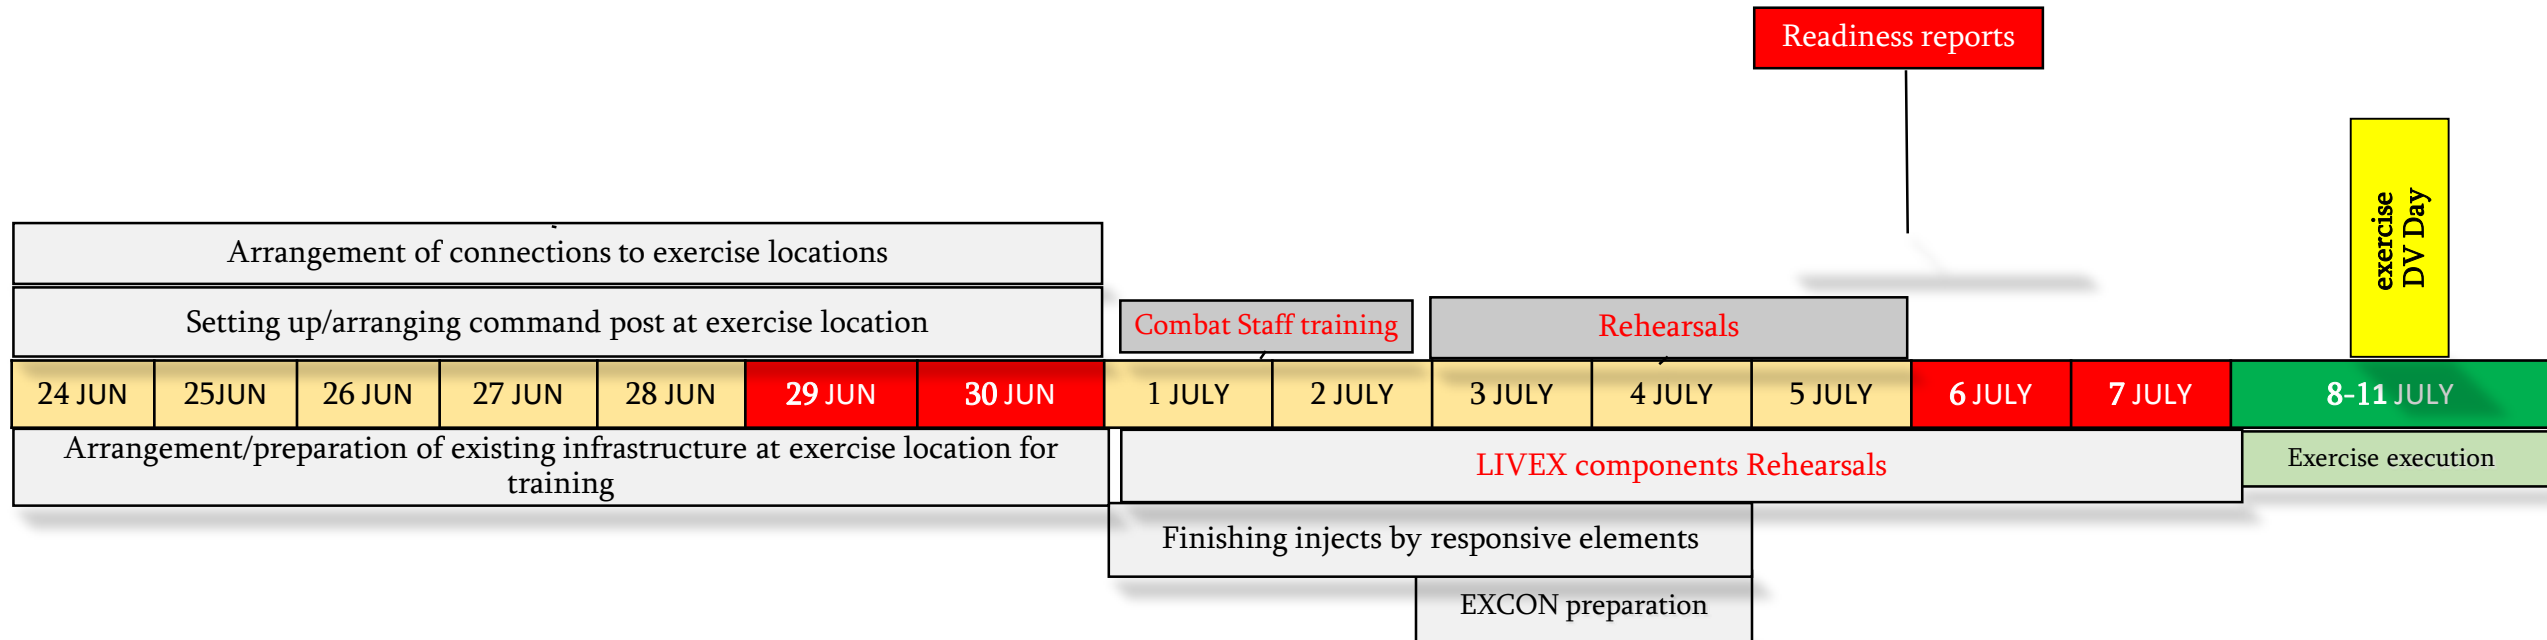 Readiness reports
exercise
DV Day
Arrangement of connections to exercise locations
Setting up/arranging command post at exercise location
Combat Staff training
Rehearsals
24 JUN
25JUN
26 JUN
27 JUN
28 JUN
29 JUN
30 JUN
1 JULY
2 JULY
3 JULY
4 JULY
5 JULY
6 JULY
7 JULY
8-11 JULY
Arrangement/preparation of existing infrastructure at exercise location for
training
LIVEX components Rehearsals
Exercise execution
Finishing injects by responsive elements
EXCON preparation